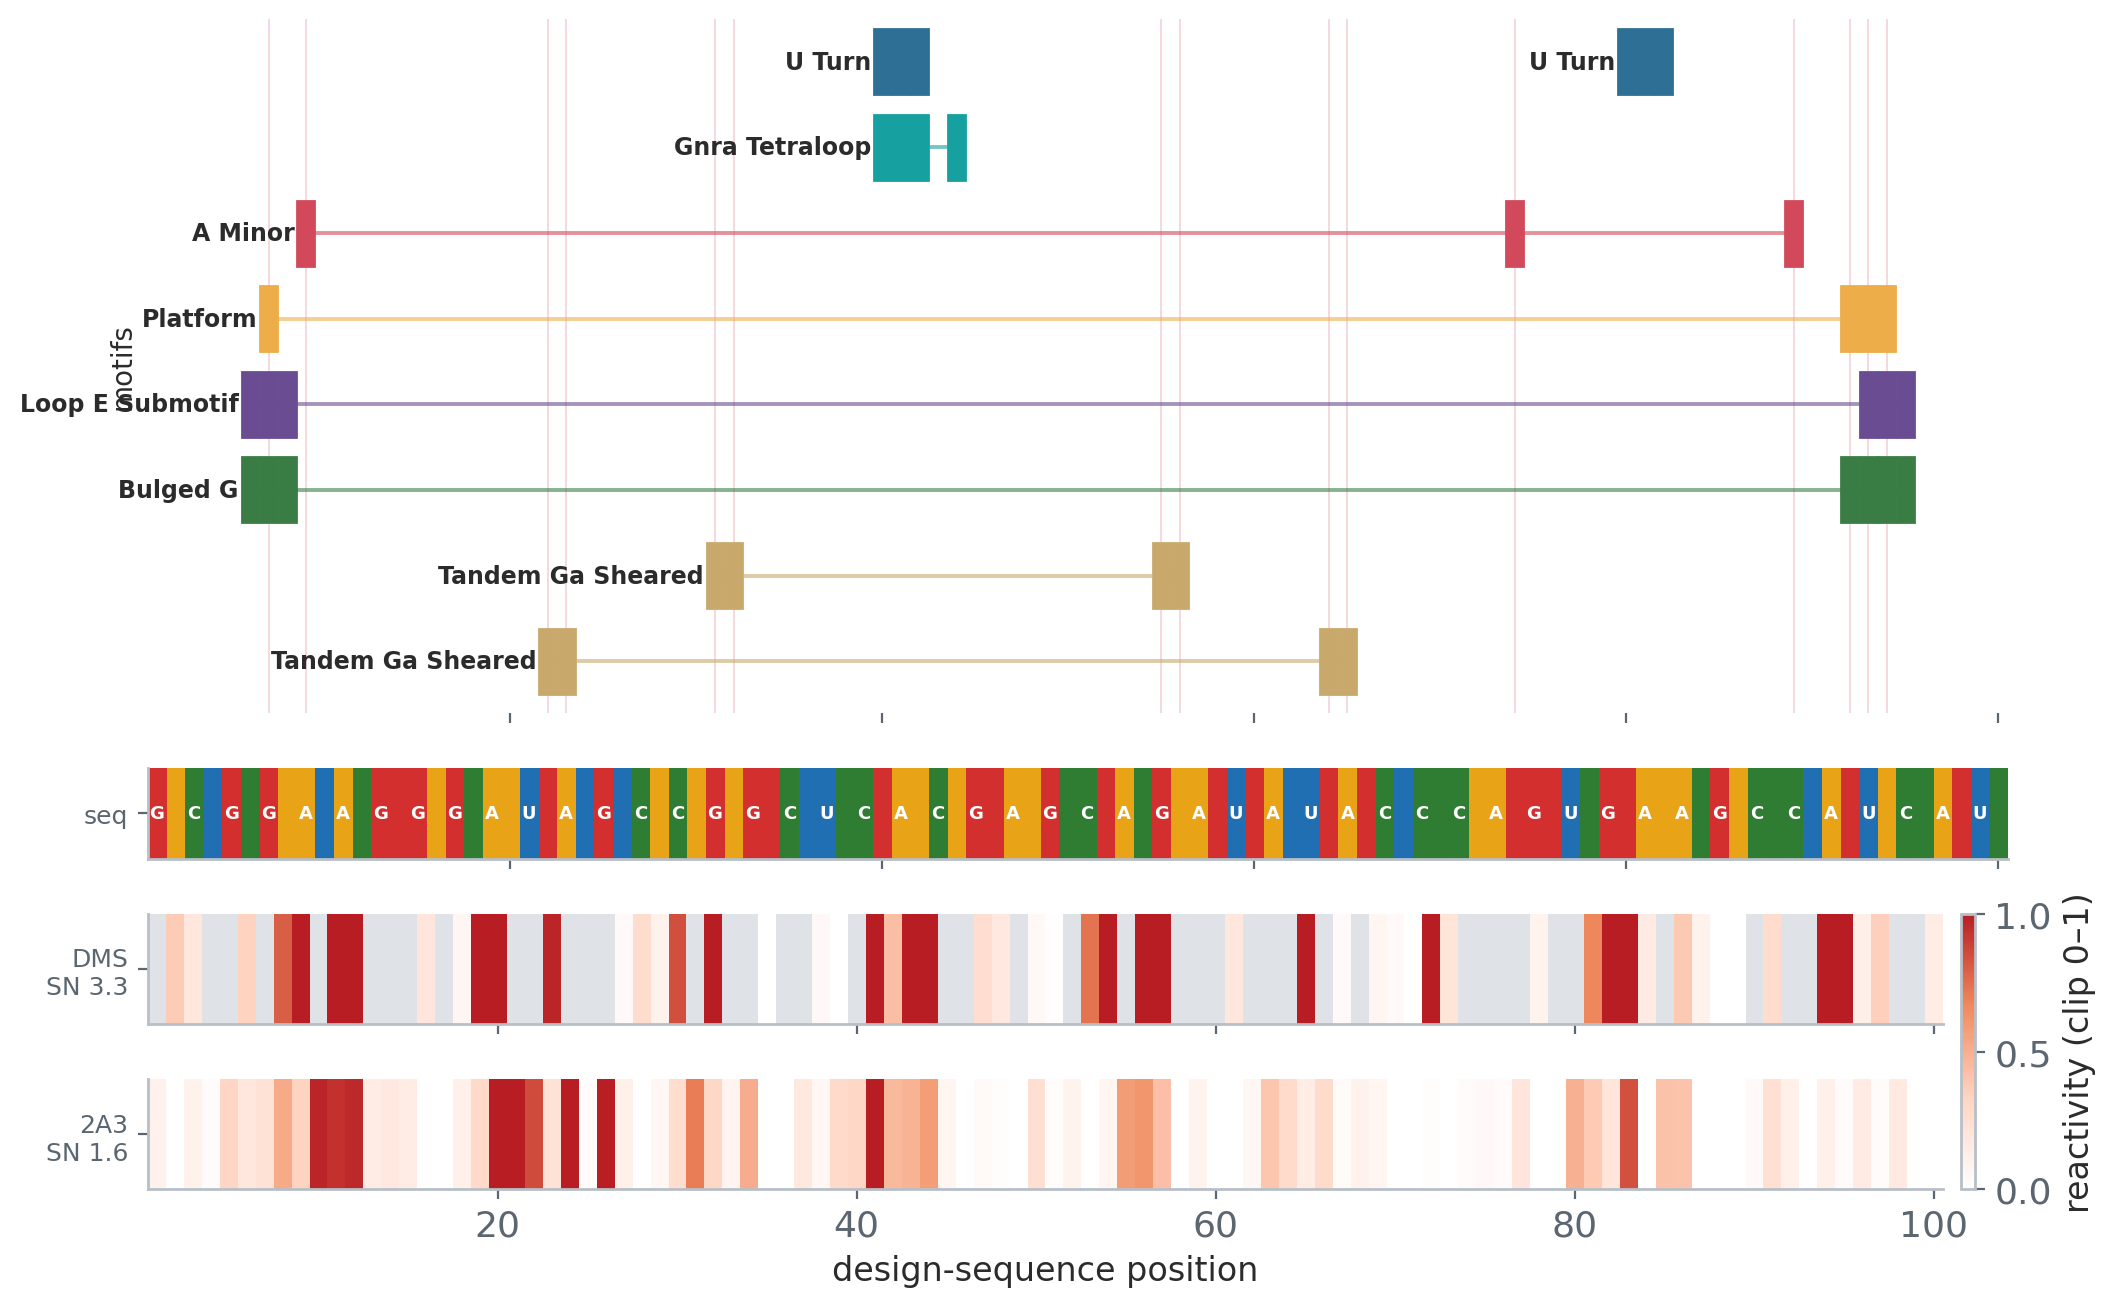 U Turn
U Turn
Gnra Tetraloop
A Minor
Platform
motifs
Loop E Submotif
Bulged G
Tandem Ga Sheared
Tandem Ga Sheared
seq
G C G G A A G G G A U A G C C G G C U C A C G A G C A G A U A U A C C C A G U G A A G C C A U C A U
DMS
SN 3.3
2A3
SN 1.6
1.0
0.5
0.0
reactivity (clip 0–1)
20 40 60 80 100
design-sequence position